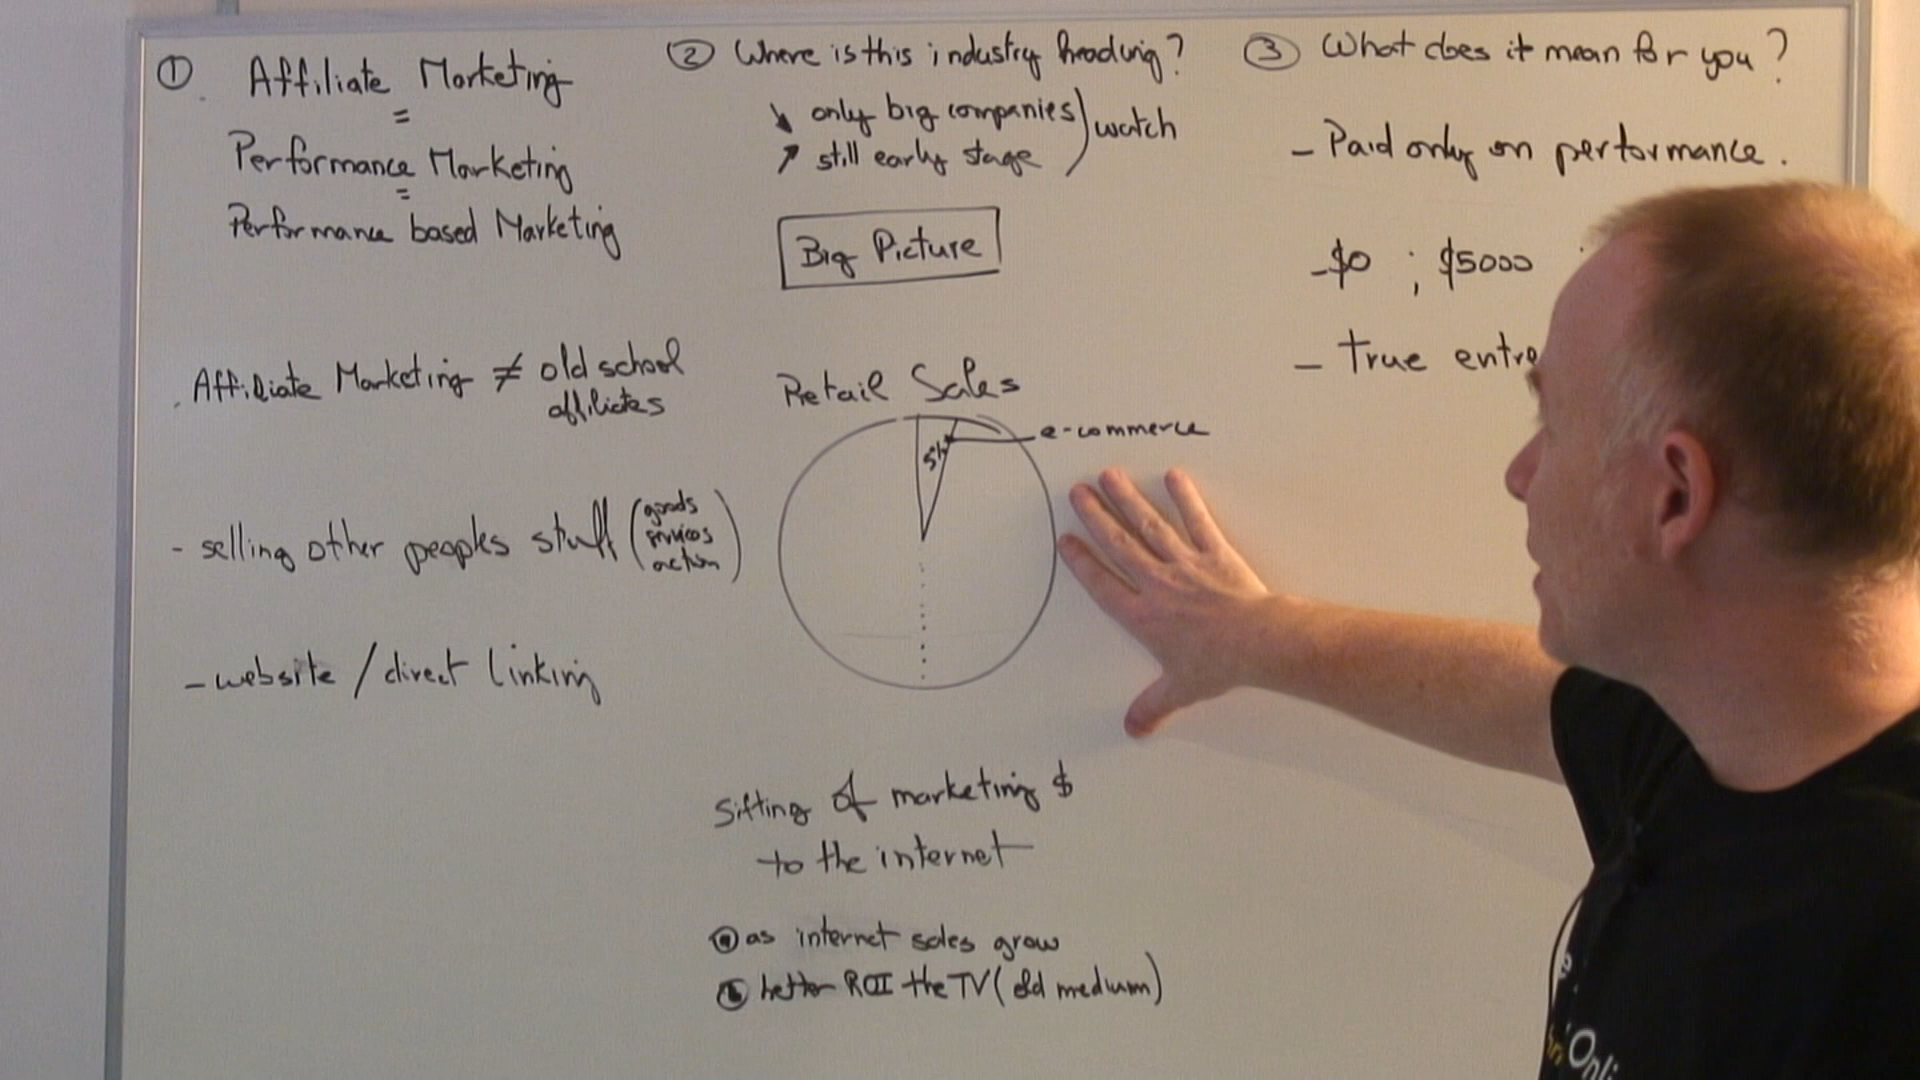 ① Affiliate Marketing
=
Performance Marketing
=
Performance based Marketing
Affiliate Marketing ≠ old school
affiliates
- selling other peoples stuff (goods
services
action)
- website / direct linking
② Where is this industry heading?
↘ only big companies
↗ still early stage
) watch
Big Picture
Retail Sales
5%
e-commerce
Sifting of marketing $
to the internet
ⓐ as internet sales grow
ⓑ better ROI the TV (old medium)
③ What does it mean for you?
- Paid only on performance.
- $0 ; $5000
- True entre
Onli